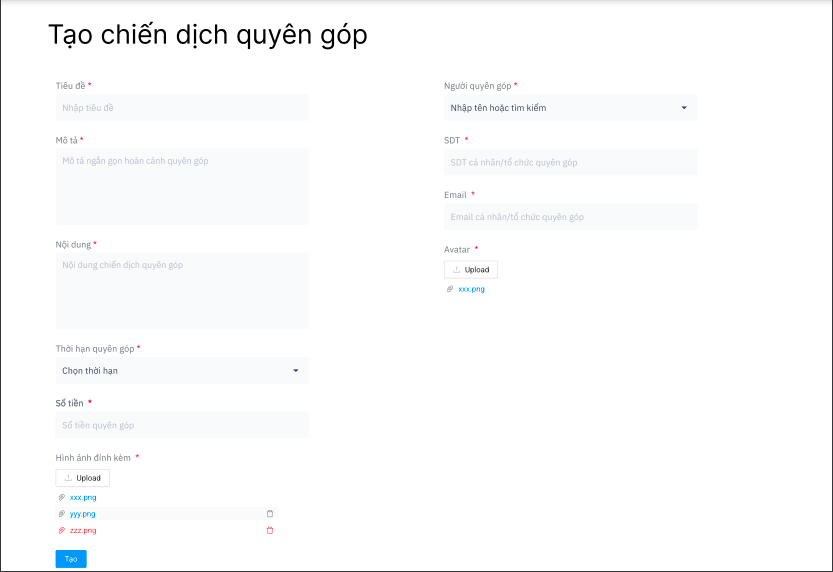 Tạo chiến dịch quyên góp
Tiêu đề *
Nhập tiêu đề
Mô tả *
Mô tả ngắn gọn hoàn cảnh quyên góp
Nội dung *
Nội dung chiến dịch quyên góp
Thời hạn quyên góp *
Chọn thời hạn
Số tiền *
Số tiền quyên góp
Hình ảnh đính kèm *
Upload
xxx.png
yyy.png
zzz.png
Tạo
Người quyên góp *
Nhập tên hoặc tìm kiếm
SDT *
SDT cá nhân/tổ chức quyên góp
Email *
Email cá nhân/tổ chức quyên góp
Avatar *
Upload
xxx.png